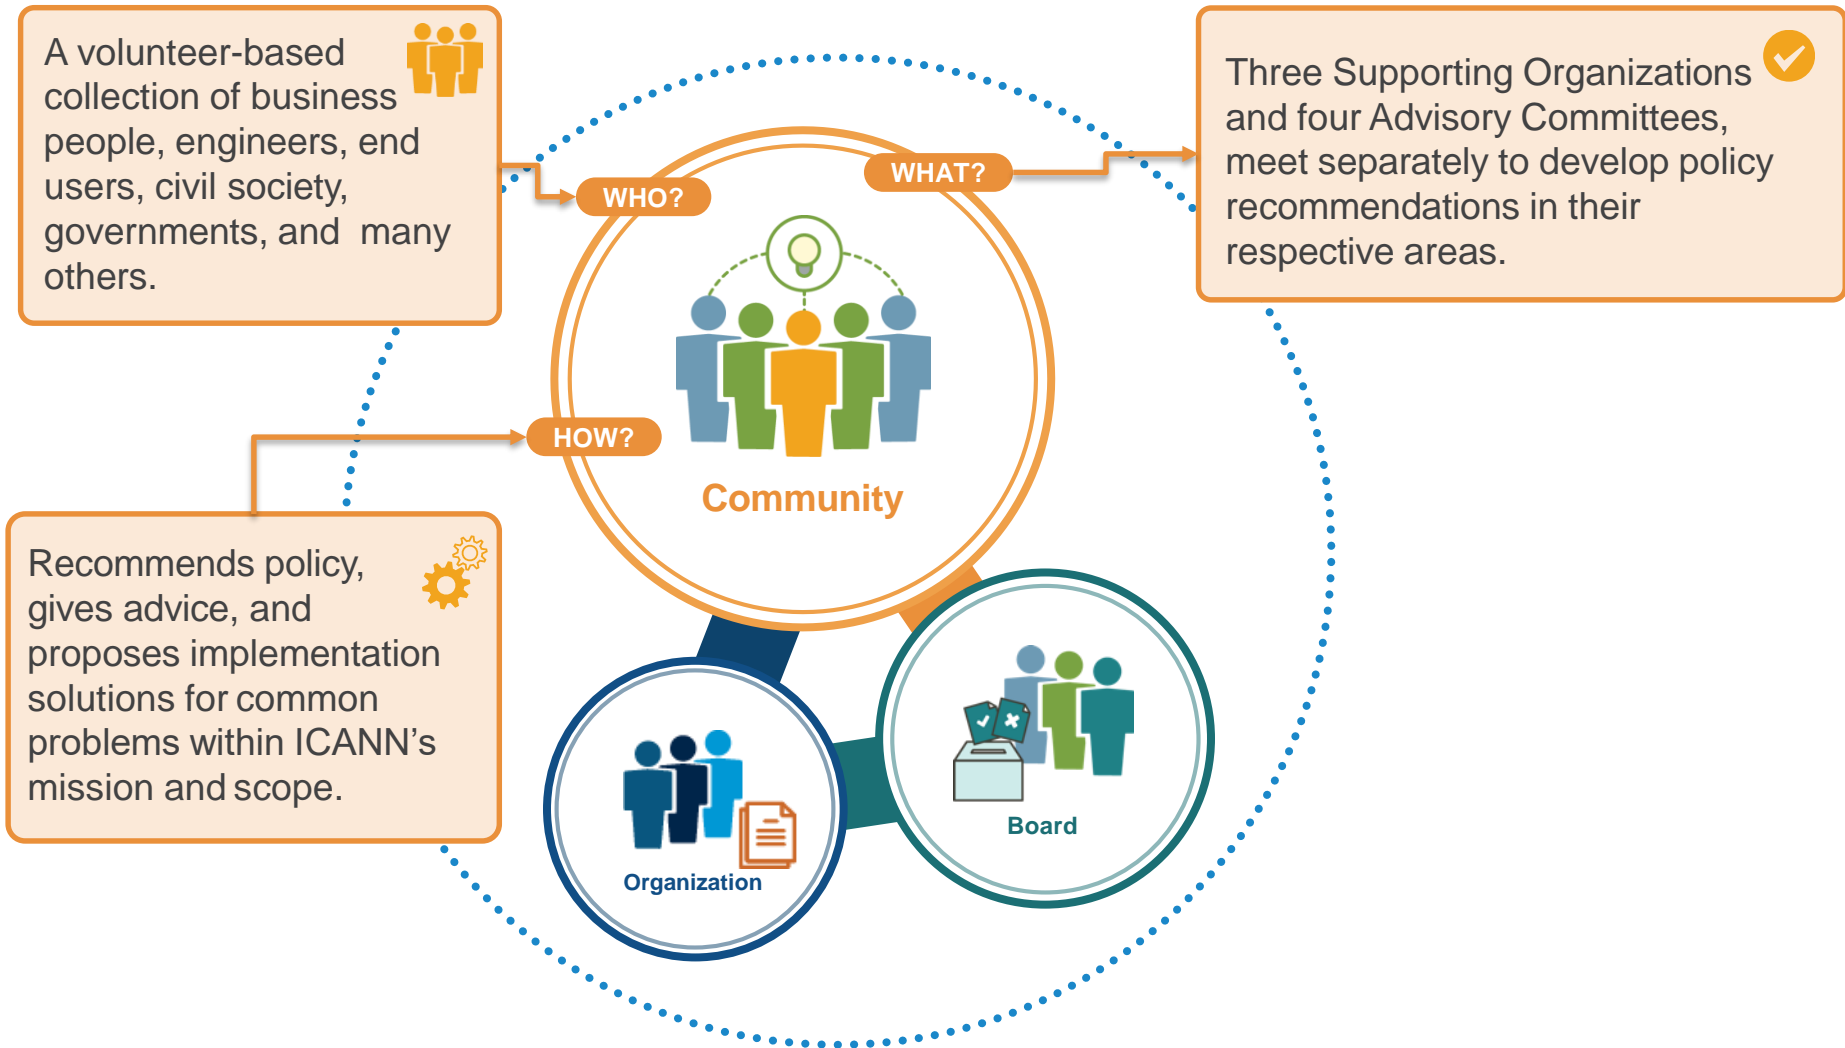 A volunteer-based
collection of business
people, engineers, end
users, civil society,
governments, and  many
others.
Three Supporting Organizations
and four Advisory Committees,
meet separately to develop policy
recommendations in their
respective areas.
WHO?
WHAT?
HOW?
Community
Recommends policy,
gives advice, and
proposes implementation
solutions for common
problems within ICANN’s
mission and scope.
Board
Organization